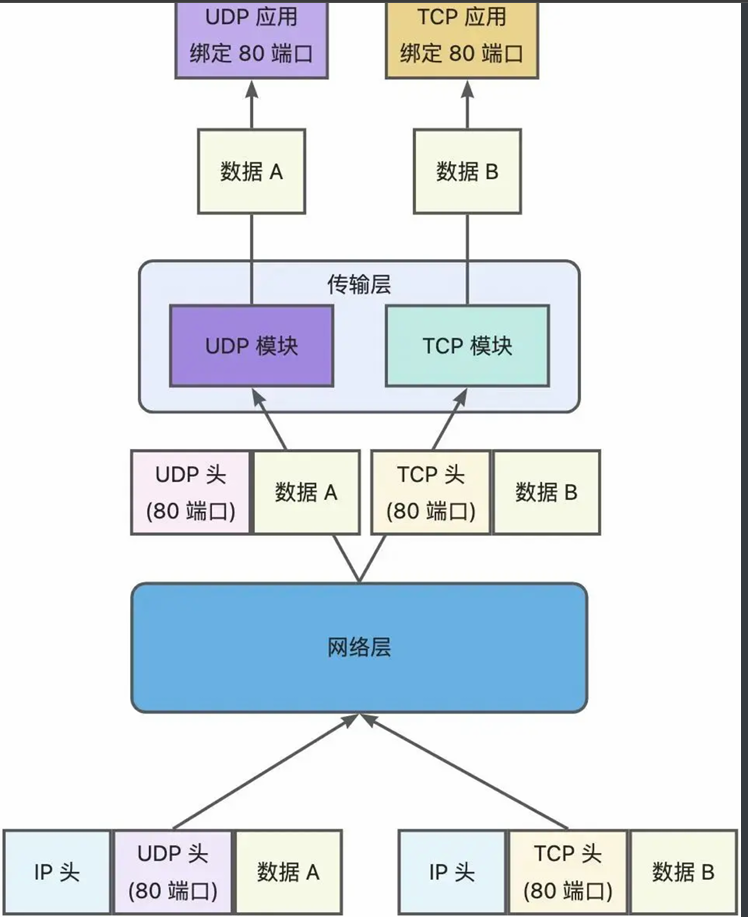 UDP 应用
绑定 80 端口
TCP 应用
绑定 80 端口
数据 A
数据 B
传输层
UDP 模块
TCP 模块
UDP 头
(80 端口)
数据 A
TCP 头
(80 端口)
数据 B
网络层
IP 头
UDP 头
(80 端口)
数据 A
IP 头
TCP 头
(80 端口)
数据 B